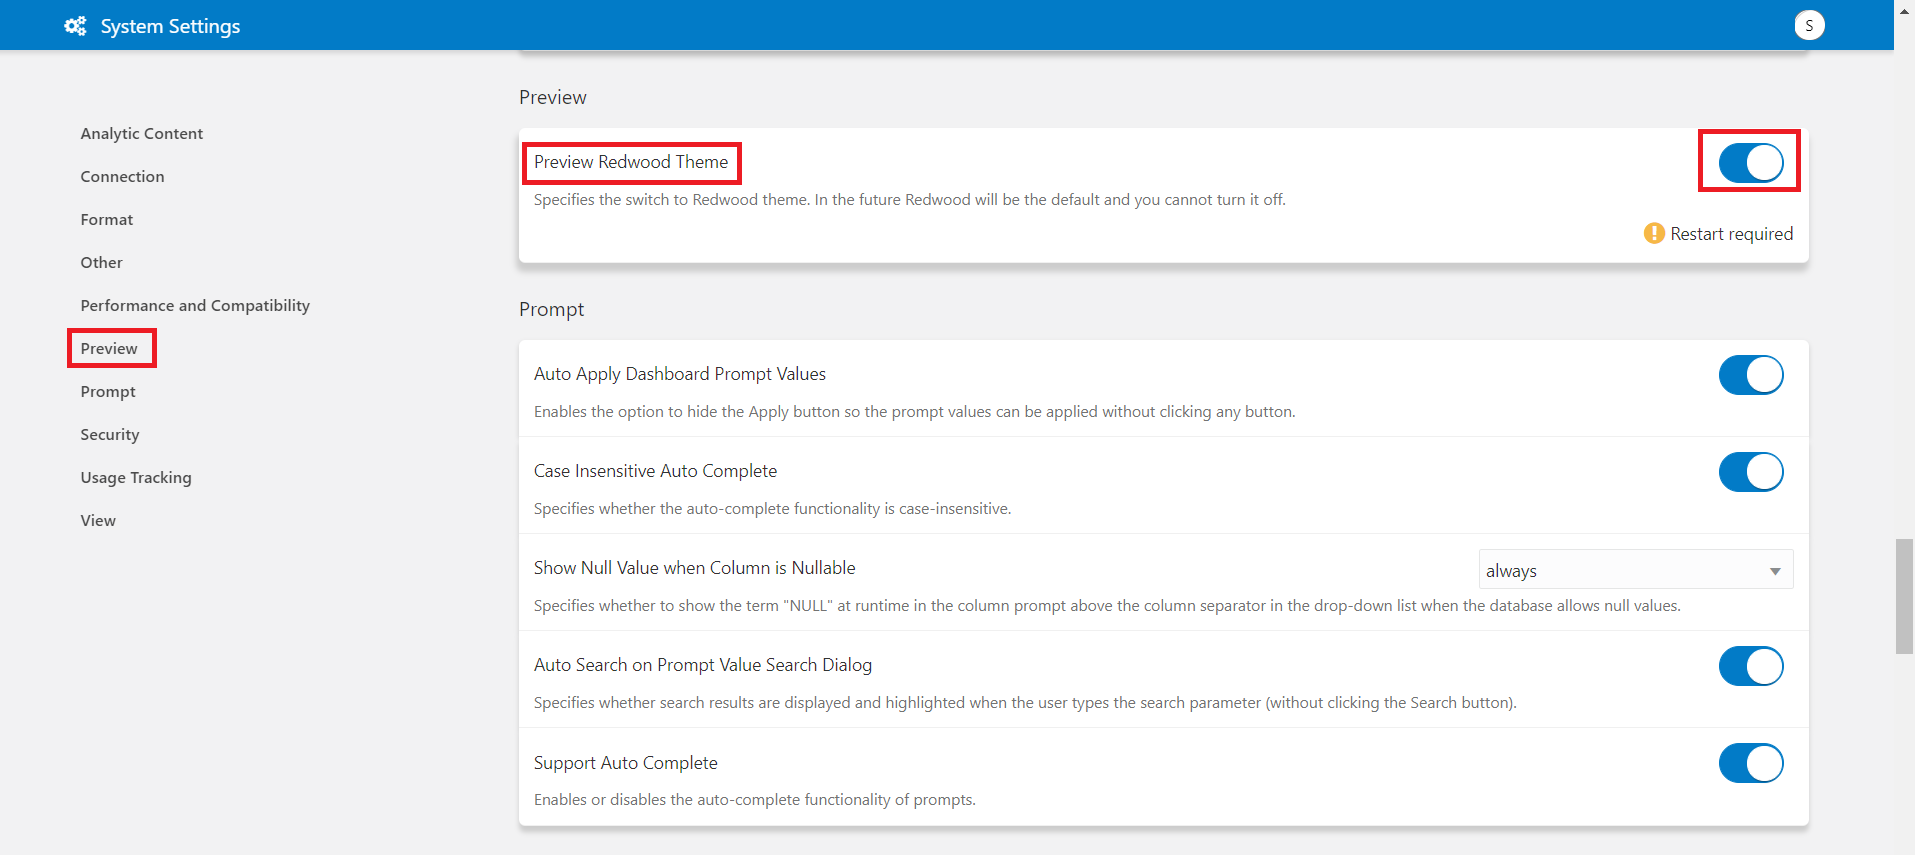 System Settings
S
Analytic Content
Connection
Format
Other
Performance and Compatibility
Preview
Prompt
Security
Usage Tracking
View
Preview
Preview Redwood Theme
Specifies the switch to Redwood theme. In the future Redwood will be the default and you cannot turn it off.
Restart required
Prompt
Auto Apply Dashboard Prompt Values
Enables the option to hide the Apply button so the prompt values can be applied without clicking any button.
Case Insensitive Auto Complete
Specifies whether the auto-complete functionality is case-insensitive.
Show Null Value when Column is Nullable
always
Specifies whether to show the term "NULL" at runtime in the column prompt above the column separator in the drop-down list when the database allows null values.
Auto Search on Prompt Value Search Dialog
Specifies whether search results are displayed and highlighted when the user types the search parameter (without clicking the Search button).
Support Auto Complete
Enables or disables the auto-complete functionality of prompts.